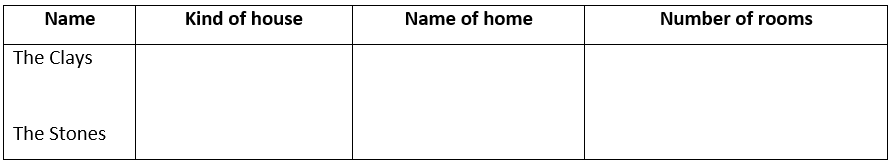 Name Kind of house Name of home Number of rooms
The Clays
The Stones